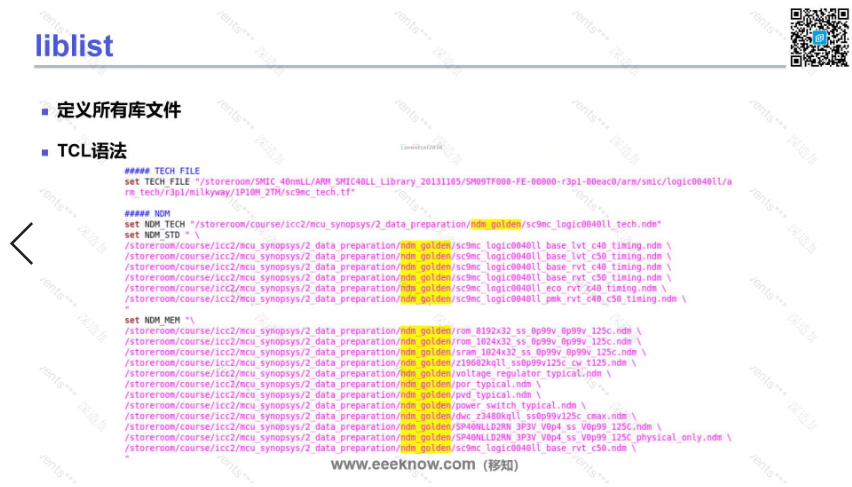 liblist
定义所有库文件
TCL语法
##### TECH FILE
set TECH_FILE "/storeroom/SMIC_40nmLL/ARM_SMIC40LL_Library_20131105/SM09TF000-FE-00000-r3p1-00eac0/arm/smic/logic0040ll/a
rm_tech/r3p1/milkyway/1P10M_2TM/sc9mc_tech.tf"
##### NDM
set NDM_TECH "/storeroom/course/icc2/mcu_synopsys/2_data_preparation/ndm_golden/sc9mc_logic0040ll_tech.ndm"
set NDM_STD " \
/storeroom/course/icc2/mcu_synopsys/2_data_preparation/ndm_golden/sc9mc_logic0040ll_base_lvt_c40_timing.ndm \
/storeroom/course/icc2/mcu_synopsys/2_data_preparation/ndm_golden/sc9mc_logic0040ll_base_lvt_c50_timing.ndm \
/storeroom/course/icc2/mcu_synopsys/2_data_preparation/ndm_golden/sc9mc_logic0040ll_base_rvt_c40_timing.ndm \
/storeroom/course/icc2/mcu_synopsys/2_data_preparation/ndm_golden/sc9mc_logic0040ll_base_rvt_c50_timing.ndm \
/storeroom/course/icc2/mcu_synopsys/2_data_preparation/ndm_golden/sc9mc_logic0040ll_eco_rvt_c40_timing.ndm \
/storeroom/course/icc2/mcu_synopsys/2_data_preparation/ndm_golden/sc9mc_logic0040ll_pmk_rvt_c40_c50_timing.ndm \
"
set NDM_MEM "\
/storeroom/course/icc2/mcu_synopsys/2_data_preparation/ndm_golden/rom_8192x32_ss_0p99v_0p99v_125c.ndm \
/storeroom/course/icc2/mcu_synopsys/2_data_preparation/ndm_golden/rom_1024x32_ss_0p99v_0p99v_125c.ndm \
/storeroom/course/icc2/mcu_synopsys/2_data_preparation/ndm_golden/sram_1024x32_ss_0p99v_0p99v_125c.ndm \
/storeroom/course/icc2/mcu_synopsys/2_data_preparation/ndm_golden/z19602kqll_ss0p99v125c_cw_t125.ndm \
/storeroom/course/icc2/mcu_synopsys/2_data_preparation/ndm_golden/voltage_regulator_typical.ndm \
/storeroom/course/icc2/mcu_synopsys/2_data_preparation/ndm_golden/por_typical.ndm \
/storeroom/course/icc2/mcu_synopsys/2_data_preparation/ndm_golden/pvd_typical.ndm \
/storeroom/course/icc2/mcu_synopsys/2_data_preparation/ndm_golden/power_switch_typical.ndm \
/storeroom/course/icc2/mcu_synopsys/2_data_preparation/ndm_golden/dwc_z3480kqll_ss0p99v125c_cmax.ndm \
/storeroom/course/icc2/mcu_synopsys/2_data_preparation/ndm_golden/SP40NLLD2RN_3P3V_V0p4_ss_V0p99_125C.ndm \
/storeroom/course/icc2/mcu_synopsys/2_data_preparation/ndm_golden/SP40NLLD2RN_3P3V_V0p4_ss_V0p99_125C_physical_only.ndm \
/storeroom/course/icc2/mcu_synopsys/2_data_preparation/ndm_golden/sc9mc_logic0040ll_base_rvt_c50.ndm \
"
www.eeeknow.com（移知）